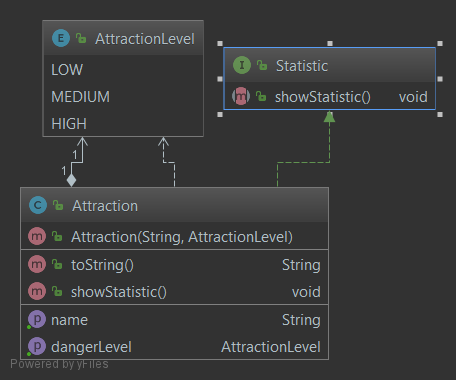 E AttractionLevel
LOW
MEDIUM
HIGH
I Statistic
m showStatistic() void
1
1
C Attraction
m Attraction(String, AttractionLevel)
m toString() String
m showStatistic() void
p name String
p dangerLevel AttractionLevel
Powered by yFiles